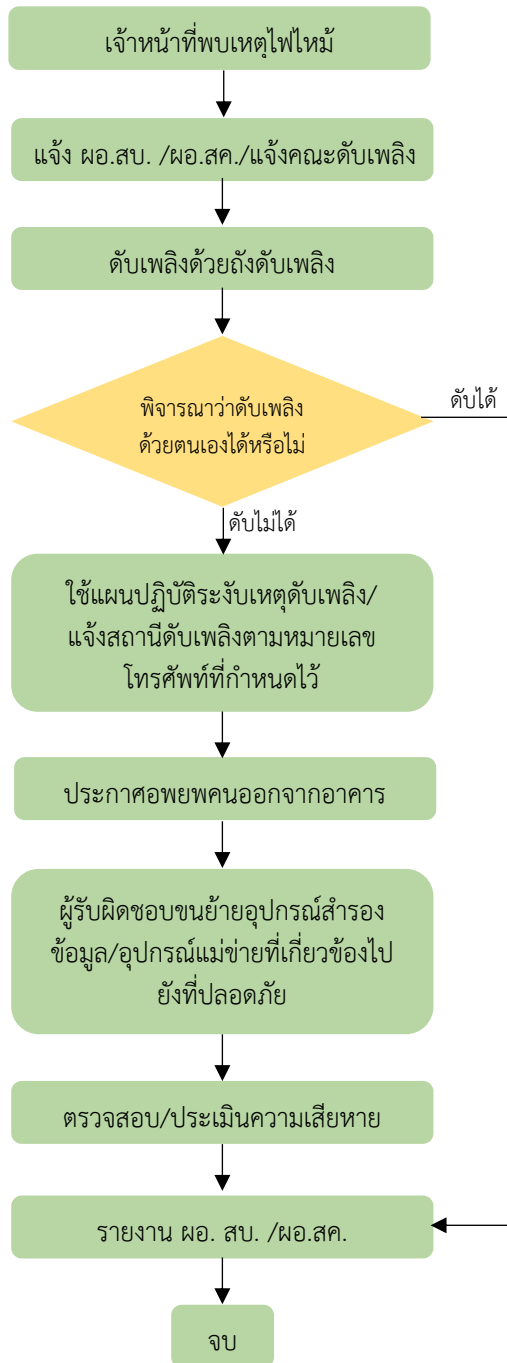 เจ้าหน้าที่พบเหตุไฟไหม้
แจ้ง ผอ.สบ. /ผอ.สค./แจ้งคณะดับเพลิง
ดับเพลิงด้วยถังดับเพลิง
พิจารณาว่าดับเพลิง
ด้วยตนเองได้หรือไม่
ดับได้
ดับไม่ได้
ใช้แผนปฏิบัติระงับเหตุดับเพลิง/
แจ้งสถานีดับเพลิงตามหมายเลข
โทรศัพท์ที่กำหนดไว้
ประกาศอพยพคนออกจากอาคาร
ผู้รับผิดชอบขนย้ายอุปกรณ์สำรอง
ข้อมูล/อุปกรณ์แม่ข่ายที่เกี่ยวข้องไป
ยังที่ปลอดภัย
ตรวจสอบ/ประเมินความเสียหาย
รายงาน ผอ. สบ. /ผอ.สค.
จบ